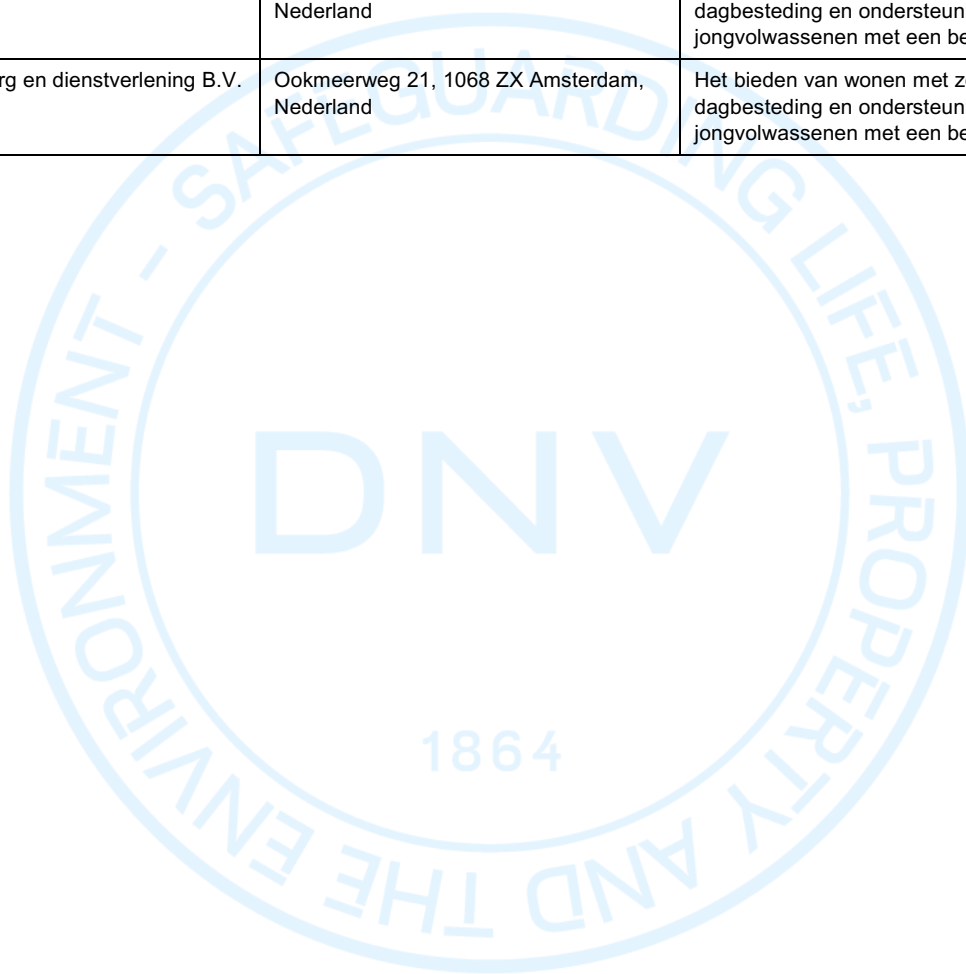 Nederland
dagbesteding en ondersteun
jongvolwassenen met een be
rg en dienstverlening B.V.
Ookmeerweg 21, 1068 ZX Amsterdam,
Nederland
Het bieden van wonen met z
dagbesteding en ondersteun
jongvolwassenen met een be
SAFEGUARDING LIFE, PROPERTY AND THE ENVIRONMENT -
DNV
1864